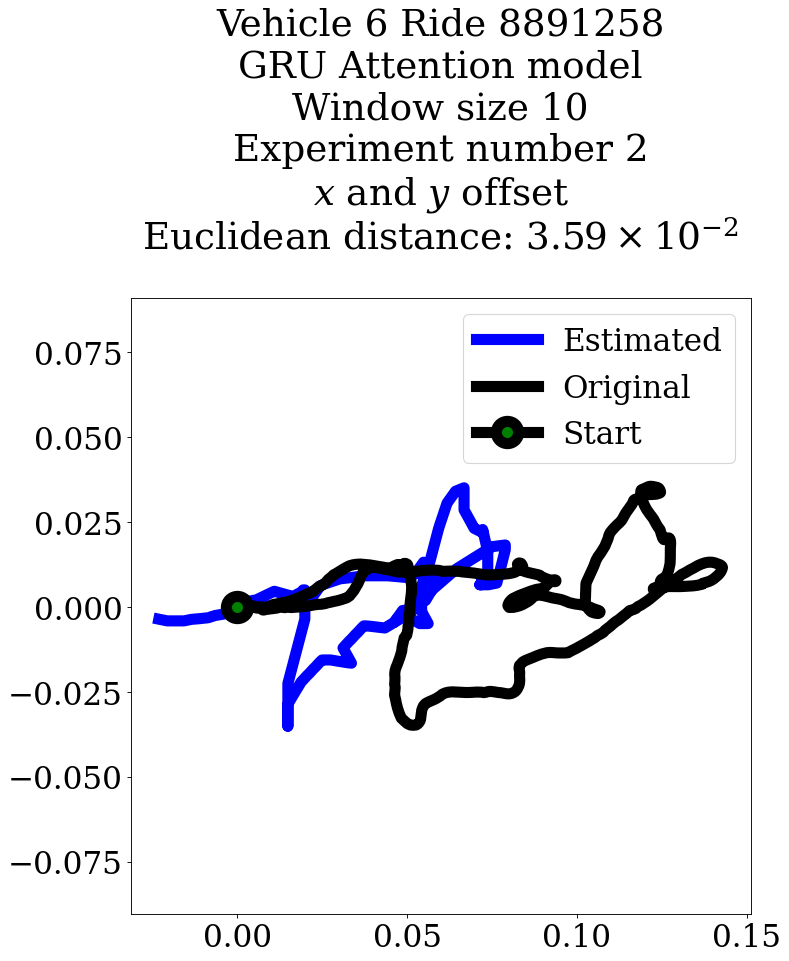 Vehicle 6 Ride 8891258
GRU Attention model
Window size 10
Experiment number 2
x and y offset
Euclidean distance: 3.59 × 10⁻²
Estimated
Original
Start
0.075
0.050
0.025
0.000
−0.025
−0.050
−0.075
0.00 0.05 0.10 0.15